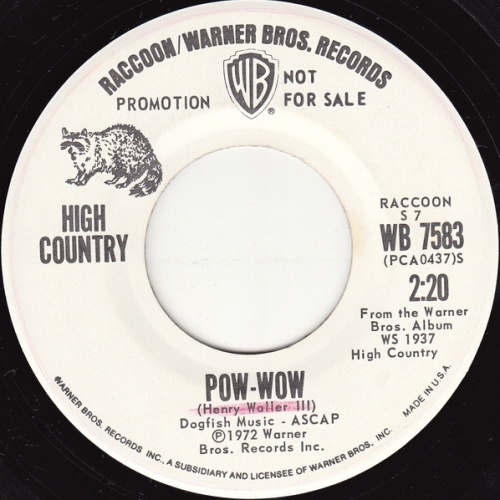 RACCOON/WARNER BROS. RECORDS
WB
®
PROMOTION NOT
FOR SALE
HIGH
COUNTRY
RACCOON
S 7
WB 7583
(PCA0437)S
2:20
From the Warner
Bros. Album
WS 1937
High Country
POW-WOW
(Henry Waller III)
Dogfish Music - ASCAP
℗1972 Warner
Bros. Records Inc.
WARNER BROS. RECORDS INC., A SUBSIDIARY AND LICENSEE OF WARNER BROS. INC.
MADE IN U.S.A.